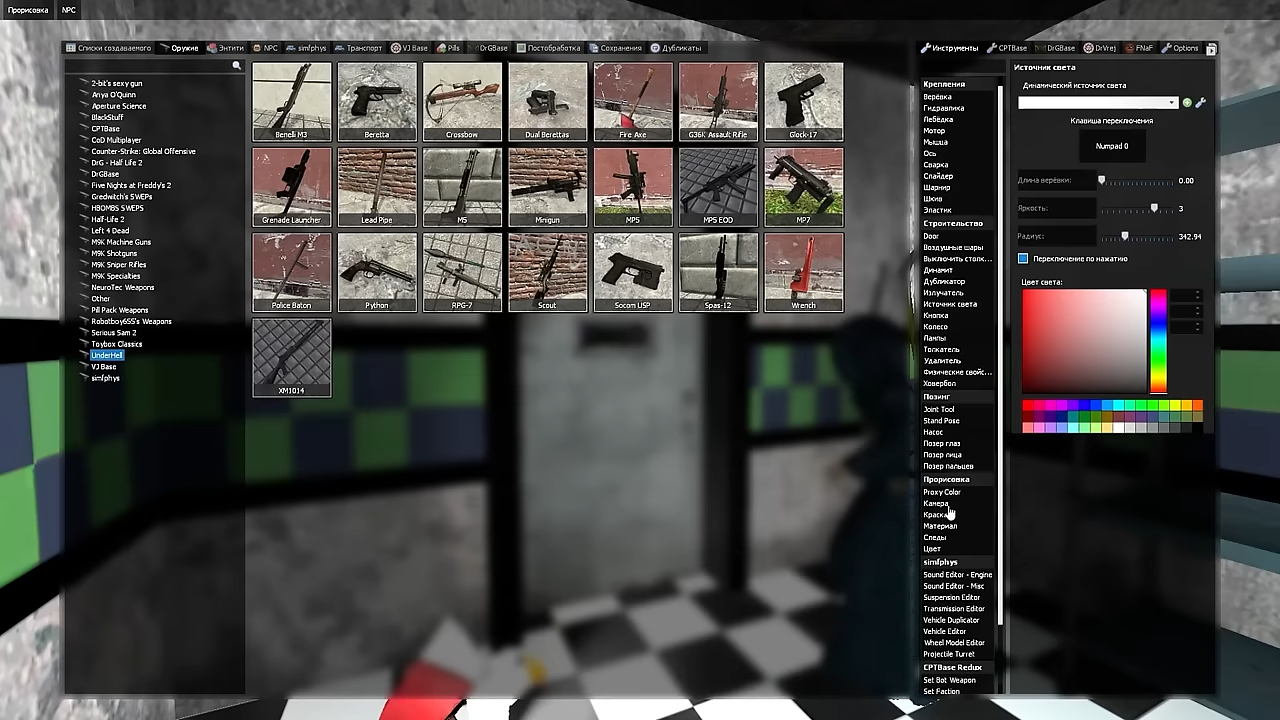 Прорисовка NPC
Списки создаваемого Оружие Энтити NPC simfphys Транспорт VJ Base Pills DrGBase Постобработка Сохранения Дубликаты
Инструменты CPTBase DrGBase DrVrej FNaF Options
2-bit's sexy gun
Anya O'Quinn
Aperture Science
BlackStuff
CPTBase
CoD Multiplayer
Counter-Strike: Global Offensive
DrG - Half Life 2
DrGBase
Five Nights at Freddy's 2
Gredwitch's SWEPs
HBOMBS SWEPS
Half-Life 2
Left 4 Dead
M9K Machine Guns
M9K Shotguns
M9K Sniper Rifles
M9K Specialties
NeuroTec Weapons
Other
Pill Pack Weapons
Roboboy655's Weapons
Serious Sam 2
Toybox Classics
UnderHell
VJ Base
simfphys
Benelli M3 Beretta Crossbow Dual Berettas Fire Axe G36K Assault Rifle Glock-17
Grenade Launcher Lead Pipe M5 Minigun MP5 MP5 EOD MP7
Police Baton Python RPG-7 Scout Socom USP Spas-12 Wrench
XM1014
Крепления
Верёвка
Гидравлика
Лебёдка
Мотор
Мышца
Ось
Сварка
Слайдер
Шарнир
Шкив
Эластик
Строительство
Door
Воздушные шары
Выключить столк...
Динамит
Дубликатор
Излучатель
Источник света
Кнопка
Колесо
Лампы
Толкатель
Удалитель
Физические свойс...
Ховербол
Позинг
Joint Tool
Stand Pose
Насос
Позер глаз
Позер лица
Позер пальцев
Прорисовка
Proxy Color
Камера
Краска
Материал
Следы
Цвет
simfphys
Sound Editor - Engine
Sound Editor - Misc
Suspension Editor
Transmission Editor
Vehicle Duplicator
Vehicle Editor
Wheel Model Editor
Projectile Turret
CPTBase Redux
Set Bot Weapon
Set Faction
Источник света
Динамический источник света
Клавиша переключения
Numpad 0
Длина верёвки: 0.00
Яркость: 3
Радиус: 342.94
Переключение по нажатию
Цвет света: